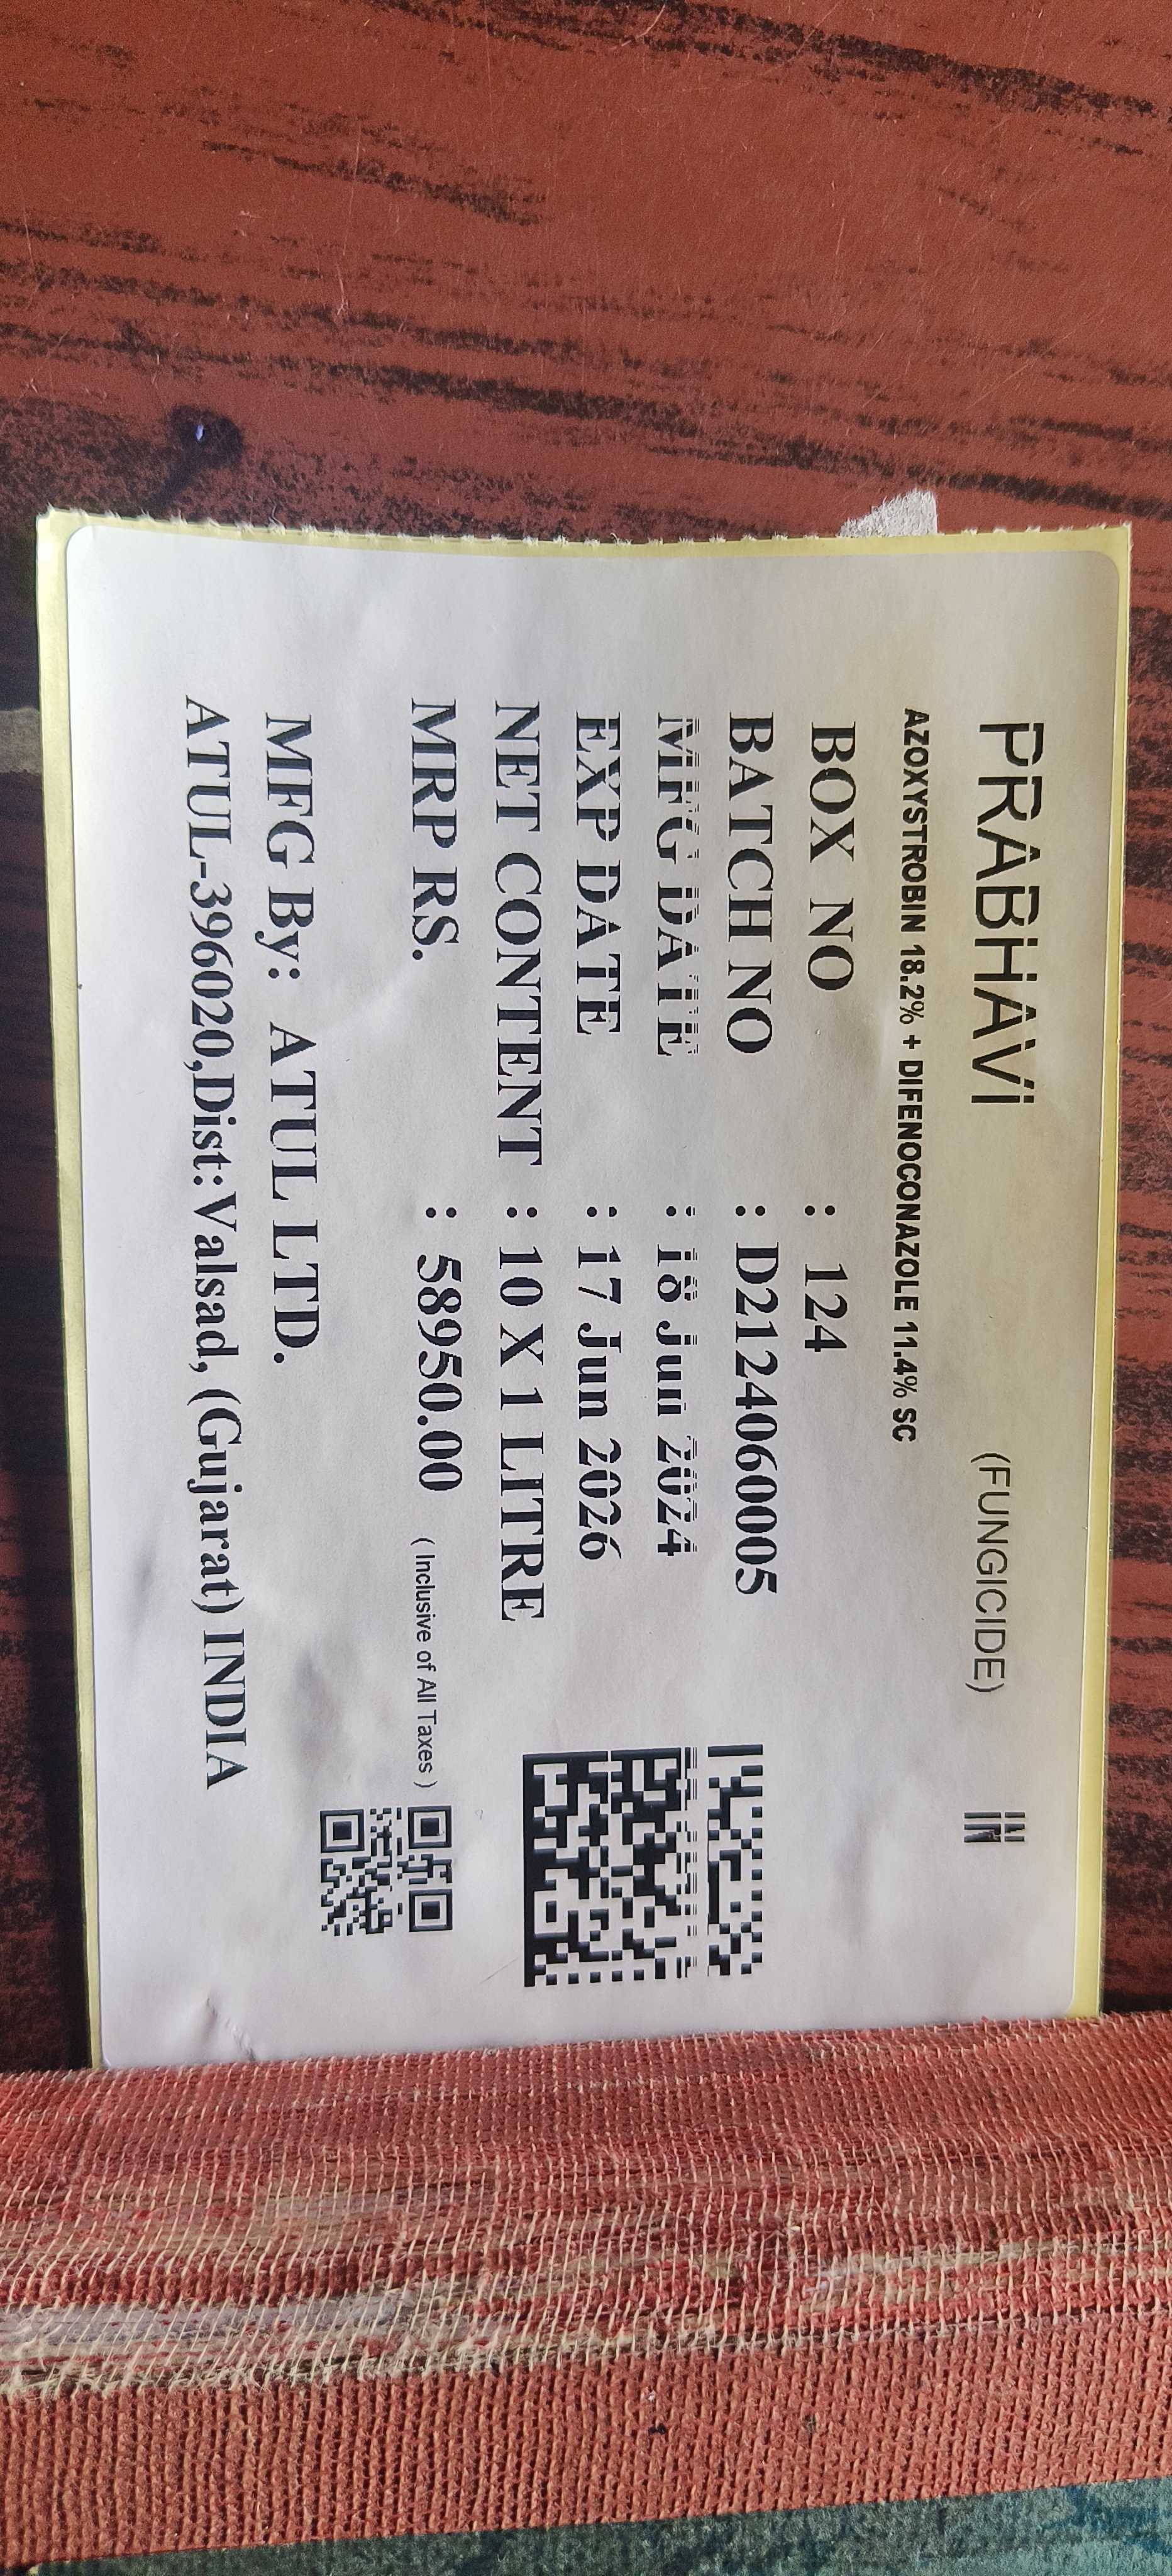 PRABHAVI (FUNGICIDE) IN
AZOXYSTROBIN 18.2% + DIFENOCONAZOLE 11.4% SC
BOX NO : 124
BATCH NO : D2124060005
MFG DATE : 18 Jun 2024
EXP DATE : 17 Jun 2026
NET CONTENT : 10 X 1 LITRE
MRP RS. : 58950.00 ( Inclusive of All Taxes )
MFG By: ATUL LTD.
ATUL-396020,Dist:Valsad, (Gujarat) INDIA